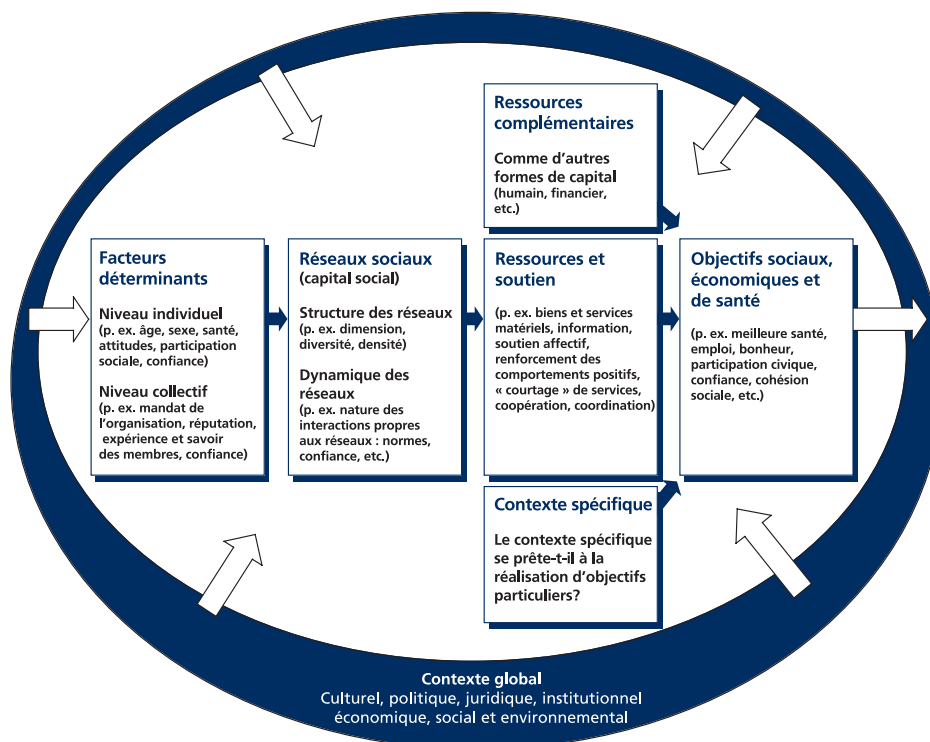 Ressources
complémentaires
Comme d'autres
formes de capital
(humain, financier,
etc.)
Facteurs
déterminants
Niveau individuel
(p. ex. âge, sexe, santé,
attitudes, participation
sociale, confiance)
Niveau collectif
(p. ex. mandat de
l'organisation, réputation,
expérience et savoir
des membres, confiance)
Réseaux sociaux
(capital social)
Structure des réseaux
(p. ex. dimension,
diversité, densité)
Dynamique des
réseaux
(p. ex. nature des
interactions propres
aux réseaux : normes,
confiance, etc.)
Ressources et
soutien
(p. ex. biens et services
matériels, information,
soutien affectif,
renforcement des
comportements positifs,
« courtage » de services,
coopération, coordination)
Objectifs sociaux,
économiques et
de santé
(p. ex. meilleure santé,
emploi, bonheur,
participation civique,
confiance, cohésion
sociale, etc.)
Contexte spécifique
Le contexte spécifique
se prête-t-il à la
réalisation d'objectifs
particuliers?
Contexte global
Culturel, politique, juridique, institutionnel
économique, social et environnemental